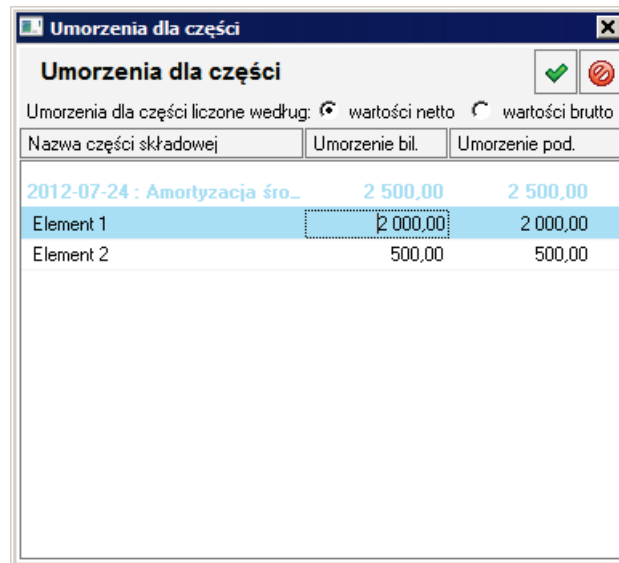 Umorzenia dla części
Umorzenia dla części
Umorzenia dla części liczone według: wartości netto wartości brutto
Nazwa części składowej Umorzenie bil. Umorzenie pod.
2012-07-24 : Amortyzacja śro... 2 500,00 2 500,00
Element 1 2 000,00 2 000,00
Element 2 500,00 500,00